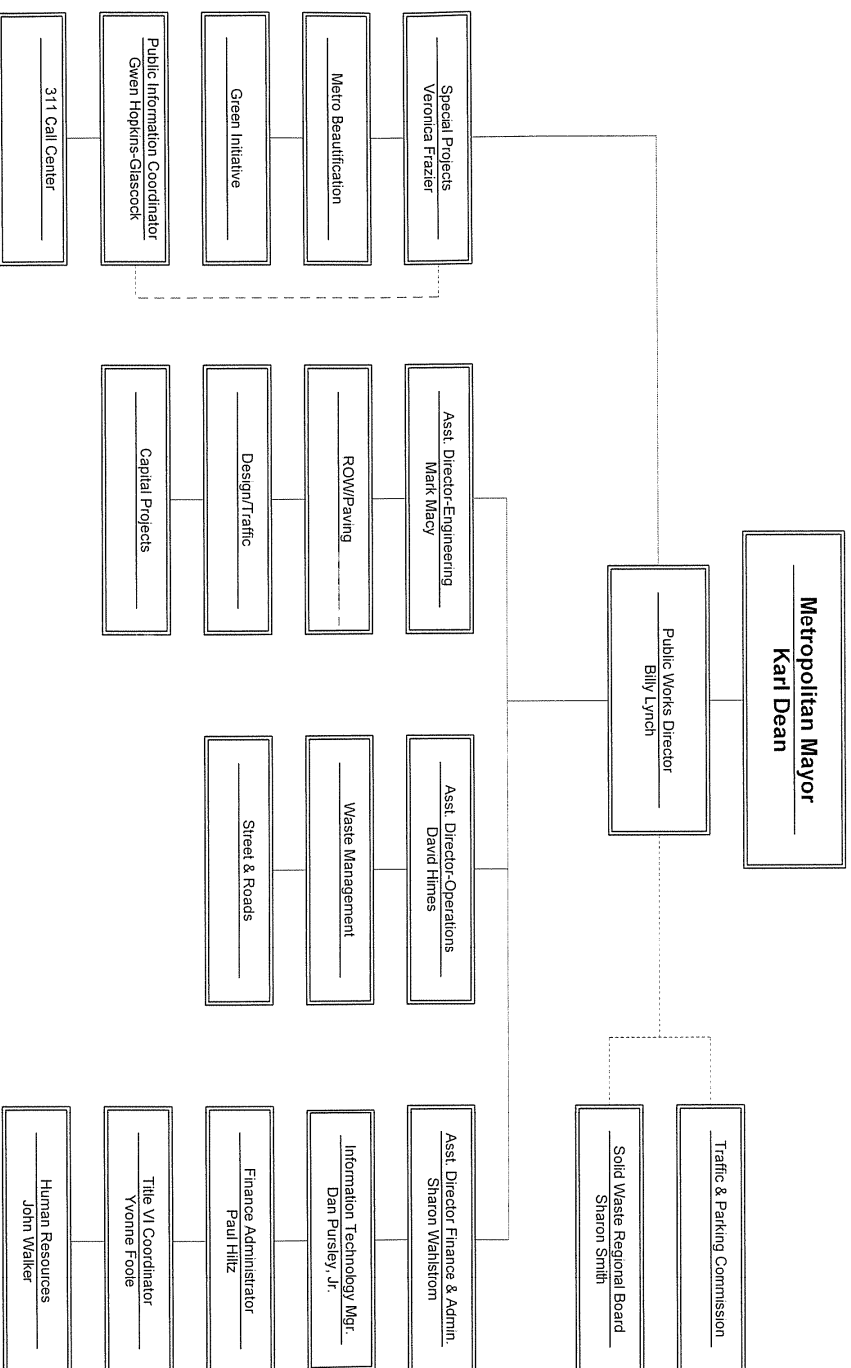 Metropolitan Mayor
Karl Dean
Public Works Director
Billy Lynch
Traffic & Parking Commission
Solid Waste Regional Board
Sharon Smith
Special Projects
Veronica Frazier
Metro Beautification
Green Initiative
Public Information Coordinator
Gwen Hopkins-Glascock
311 Call Center
Asst. Director-Engineering
Mark Macy
ROW/Paving
Design/Traffic
Capital Projects
Asst. Director-Operations
David Himes
Waste Management
Street & Roads
Asst. Director Finance & Admin.
Sharon Wahlstrom
Information Technology Mgr.
Dan Pursley, Jr.
Finance Administrator
Paul Hiltz
Title VI Coordinator
Yvonne Foote
Human Resources
John Walker